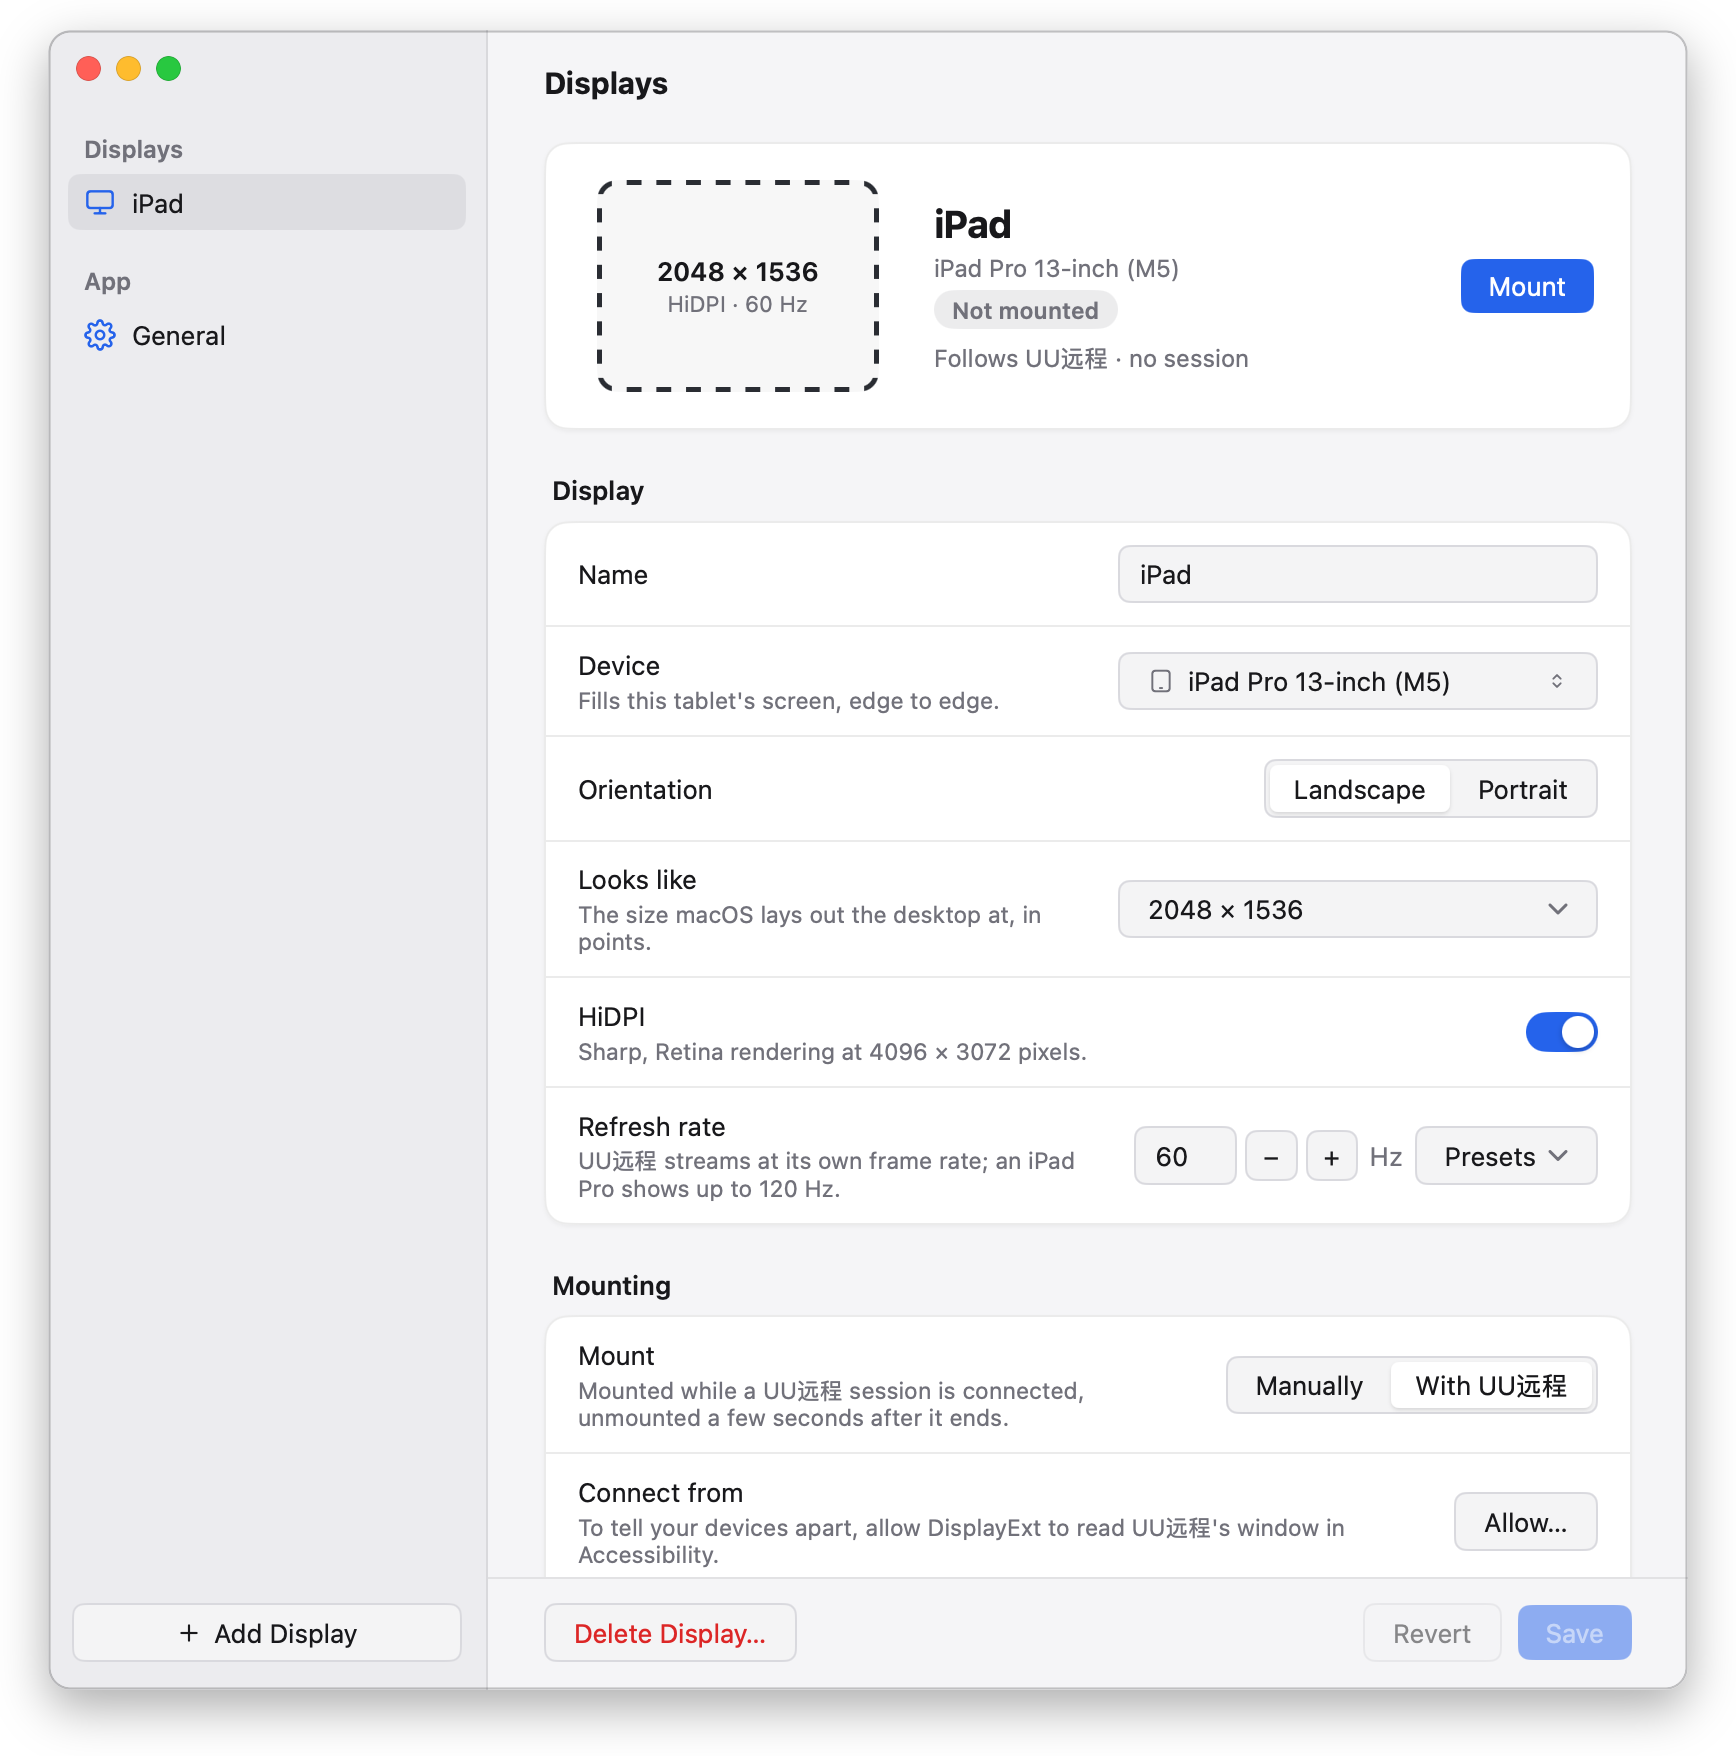 Displays
iPad
App
General
+ Add Display
Displays
2048 × 1536
HiDPI · 60 Hz
iPad
iPad Pro 13-inch (M5)
Not mounted
Follows UU远程 · no session
Mount
Display
Name
iPad
Device
Fills this tablet's screen, edge to edge.
iPad Pro 13-inch (M5)
Orientation
Landscape
Portrait
Looks like
The size macOS lays out the desktop at, in
points.
2048 × 1536
HiDPI
Sharp, Retina rendering at 4096 × 3072 pixels.
Refresh rate
UU远程 streams at its own frame rate; an iPad
Pro shows up to 120 Hz.
60
−
+
Hz
Presets
Mounting
Mount
Mounted while a UU远程 session is connected,
unmounted a few seconds after it ends.
Manually
With UU远程
Connect from
To tell your devices apart, allow DisplayExt to read UU远程's window in
Accessibility.
Allow...
Delete Display...
Revert
Save